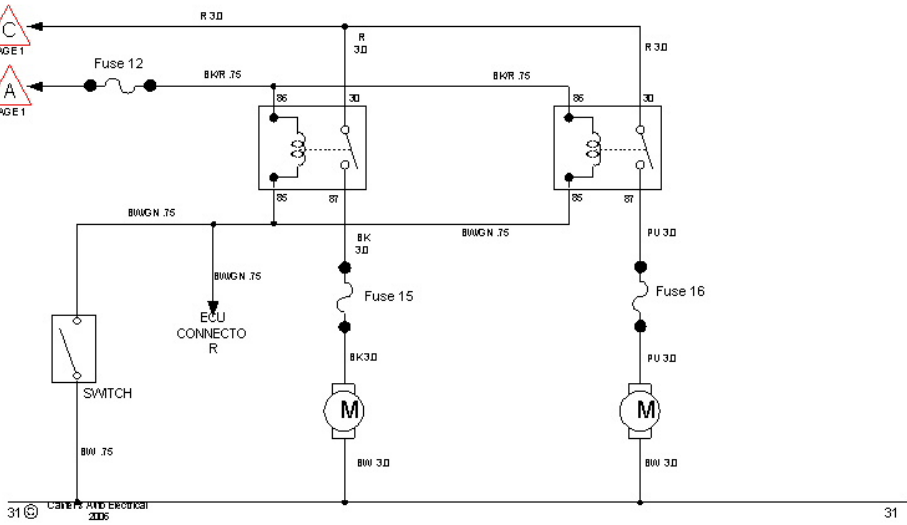 R 3.0
C
AGE 1
R
3.0
R 3.0
Fuse 12
BK/R .75
BK/R .75
A
AGE 1
86
30
86
30
85
87
85
87
BW/GN .75
BW/GN .75
BK
3.0
PU 3.0
BW/GN .75
Fuse 15
Fuse 16
ECU
CONNECTO
R
BK 3.0
PU 3.0
SWITCH
M
M
BW .75
BW 3.0
BW 3.0
31 © Carter's Auto Electrical
2006
31